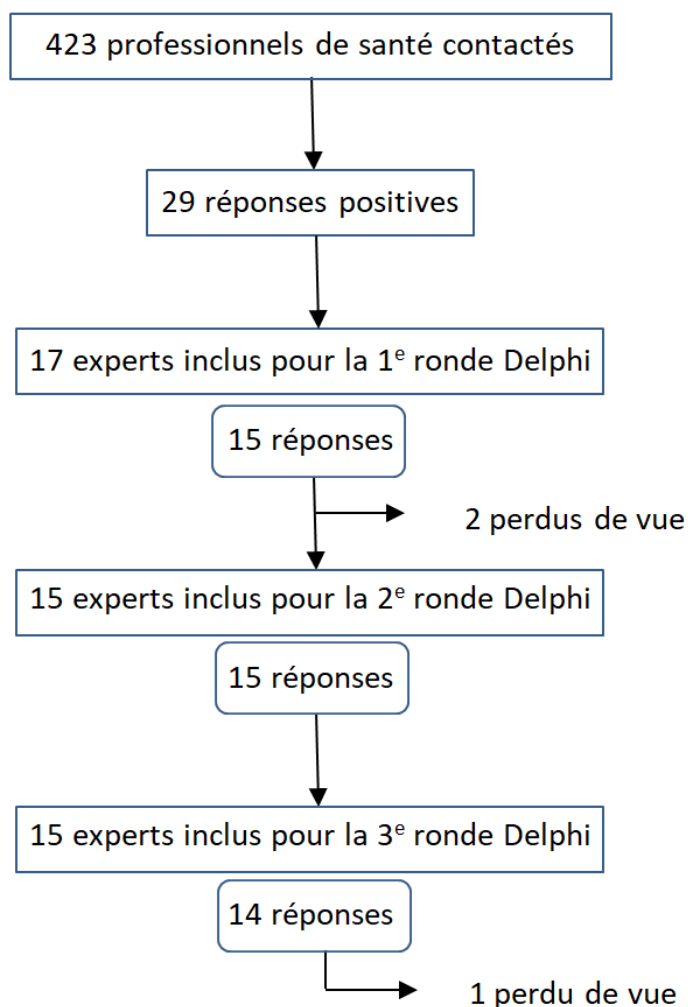 423 professionnels de santé contactés
29 réponses positives
17 experts inclus pour la 1e ronde Delphi
15 réponses
2 perdus de vue
15 experts inclus pour la 2e ronde Delphi
15 réponses
15 experts inclus pour la 3e ronde Delphi
14 réponses
1 perdu de vue